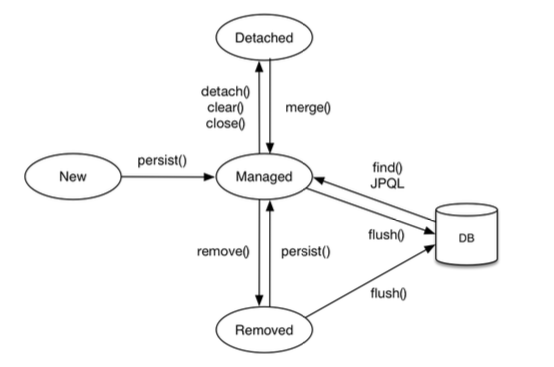 Detached
detach()
clear()
close()
merge()
New
persist()
Managed
find()
JPQL
flush()
DB
remove()
persist()
flush()
Removed